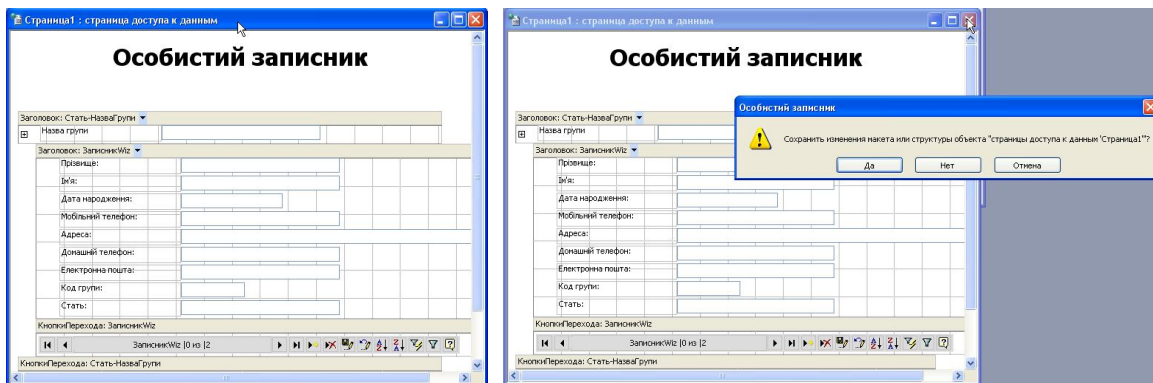 Страница1 : страница доступа к данным
Особистий записник
Заголовок: Стать-НазваГрупи
Назва групи
Заголовок: ЗаписникWiz
Прізвище:
Ім'я:
Дата народження:
Мобільний телефон:
Адреса:
Домашній телефон:
Електронна пошта:
Код групи:
Стать:
КнопкиПерехода: ЗаписникWiz
ЗаписникWiz |0 из |2
КнопкиПерехода: Стать-НазваГрупи
Страница1 : страница доступа к данным
Особистий записник
Заголовок: Стать-НазваГрупи
Назва групи
Заголовок: ЗаписникWiz
Прізвище:
Ім'я:
Дата народження:
Мобільний телефон:
Адреса:
Домашній телефон:
Електронна пошта:
Код групи:
Стать:
КнопкиПерехода: ЗаписникWiz
ЗаписникWiz |0 из |2
КнопкиПерехода: Стать-НазваГрупи
Особистий записник
Сохранить изменения макета или структуры объекта "страницы доступа к данным 'Страница1'"?
Да Нет Отмена